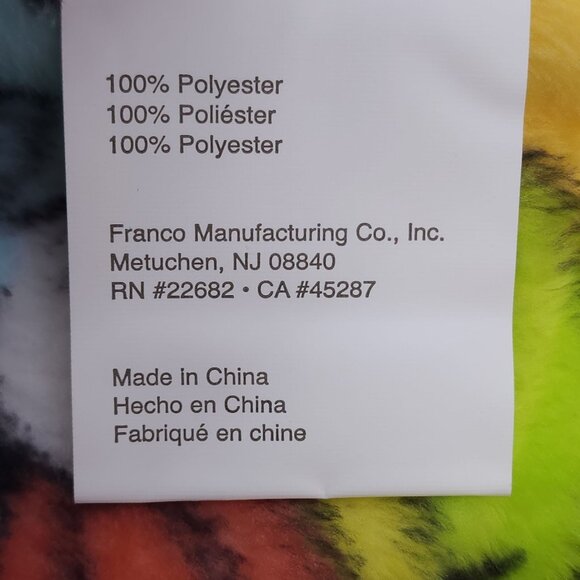 100% Polyester
100% Poliéster
100% Polyester
Franco Manufacturing Co., Inc.
Metuchen, NJ 08840
RN #22682 • CA #45287
Made in China
Hecho en China
Fabriqué en chine